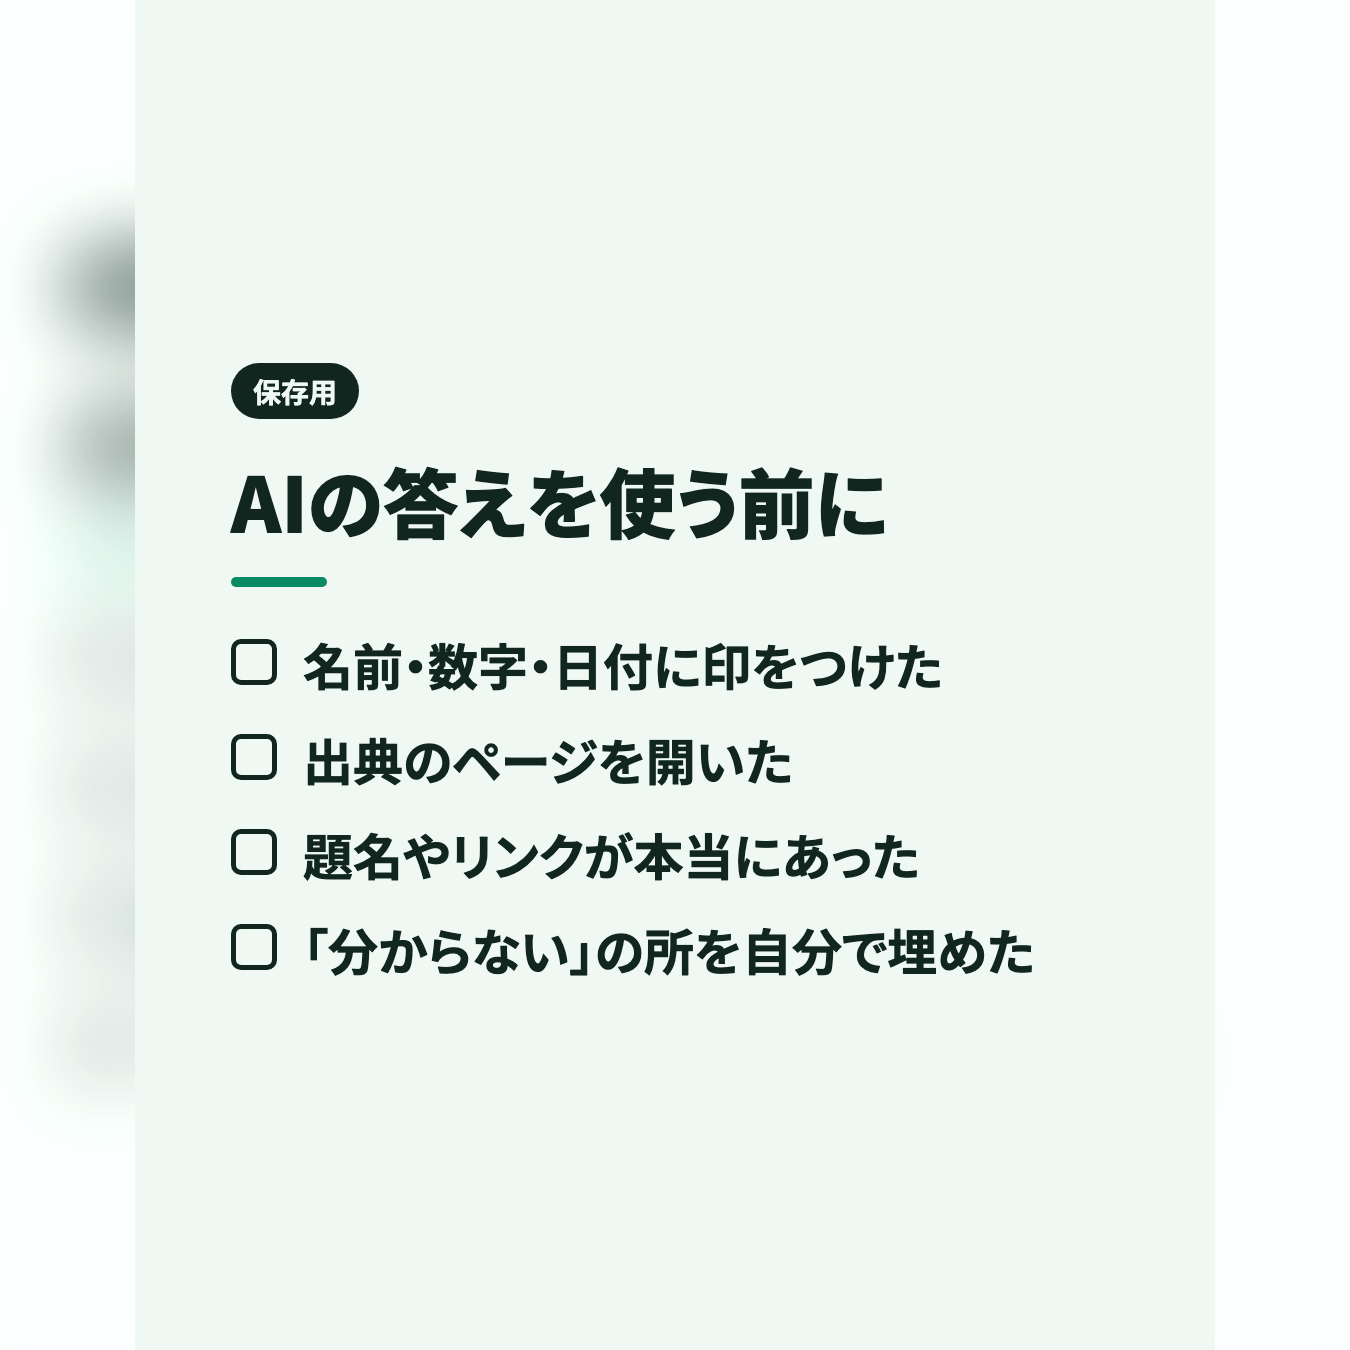 保存用
AIの答えを使う前に
名前・数字・日付に印をつけた
出典のページを開いた
題名やリンクが本当にあった
「分からない」の所を自分で埋めた